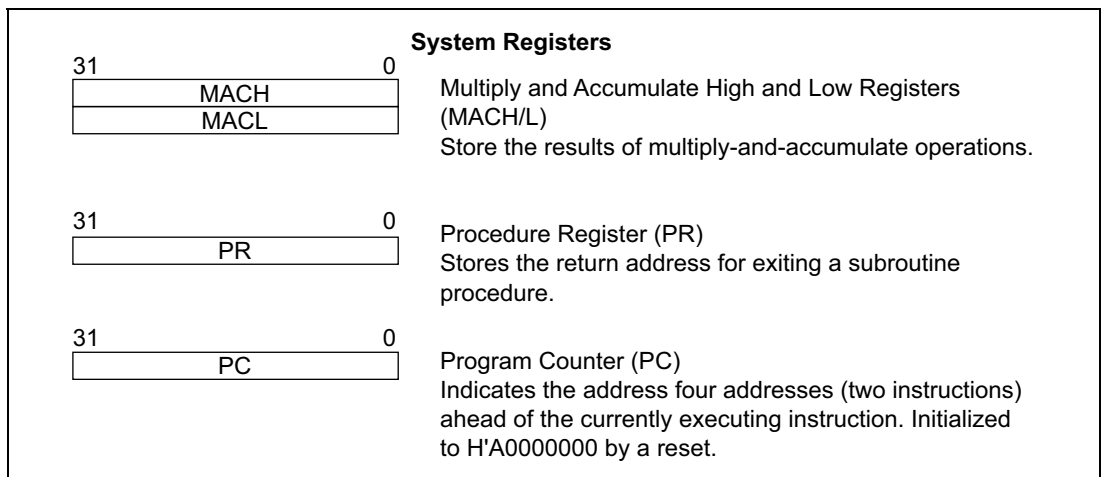 System Registers
31 0
MACH
MACL
Multiply and Accumulate High and Low Registers
(MACH/L)
Store the results of multiply-and-accumulate operations.
31 0
PR
Procedure Register (PR)
Stores the return address for exiting a subroutine
procedure.
31 0
PC
Program Counter (PC)
Indicates the address four addresses (two instructions)
ahead of the currently executing instruction. Initialized
to H'A0000000 by a reset.